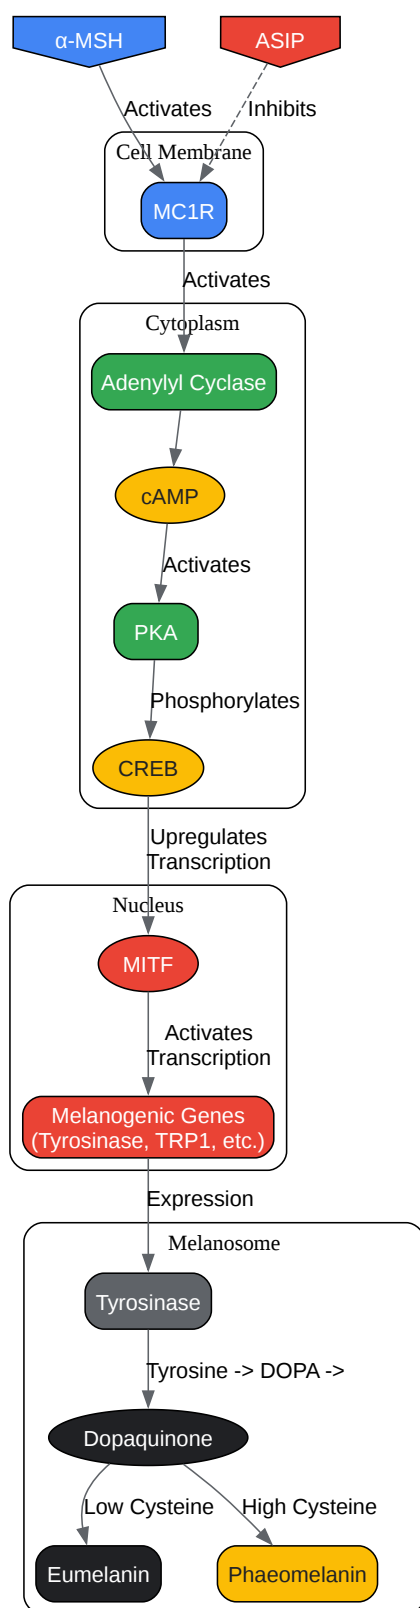 α-MSH
ASIP
Activates
Inhibits
Cell Membrane
MC1R
Activates
Cytoplasm
Adenylyl Cyclase
cAMP
Activates
PKA
Phosphorylates
CREB
Upregulates
Transcription
Nucleus
MITF
Activates
Transcription
Melanogenic Genes
(Tyrosinase, TRP1, etc.)
Expression
Melanosome
Tyrosinase
Tyrosine -> DOPA ->
Dopaquinone
Low Cysteine
High Cysteine
Eumelanin
Phaeomelanin